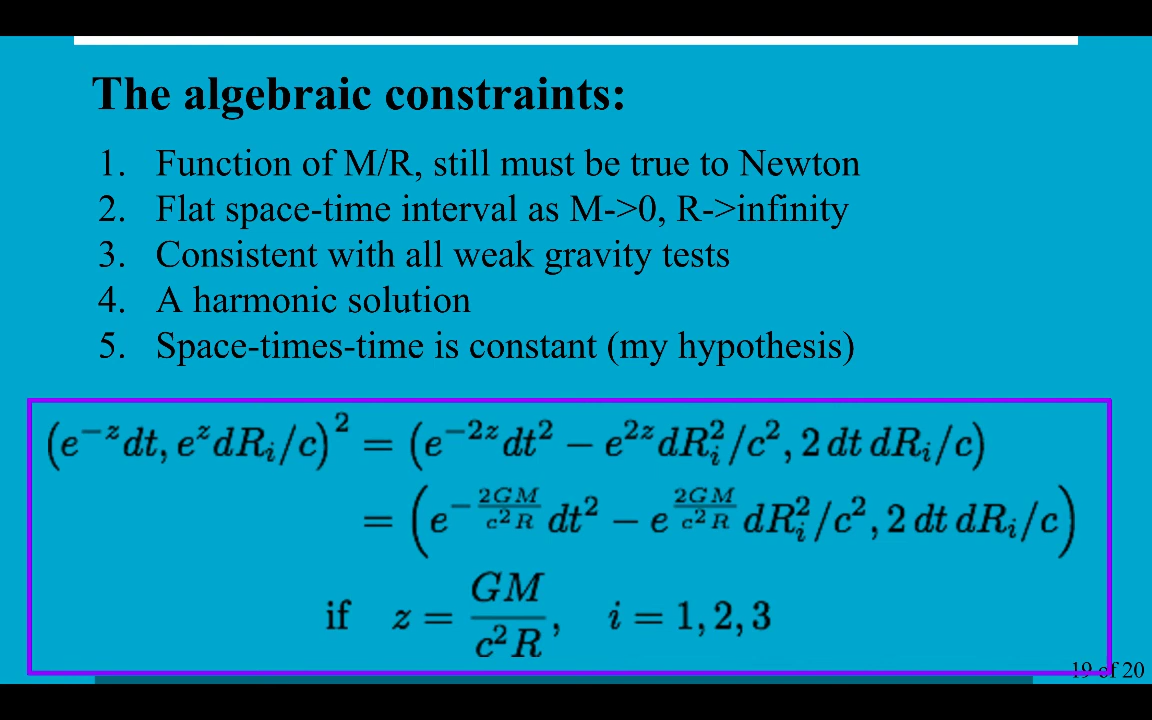 The algebraic constraints:
1. Function of M/R, still must be true to Newton
2. Flat space-time interval as M->0, R->infinity
3. Consistent with all weak gravity tests
4. A harmonic solution
5. Space-times-time is constant (my hypothesis)
(e^{-z} dt, e^{z} dR_i/c)^2 = (e^{-2z} dt^2 − e^{2z} dR_i^2/c^2, 2 dt dR_i/c)
= (e^{-\frac{2GM}{c^2 R}} dt^2 − e^{\frac{2GM}{c^2 R}} dR_i^2/c^2, 2 dt dR_i/c)
if z = \frac{GM}{c^2 R}, i = 1, 2, 3
19 of 20